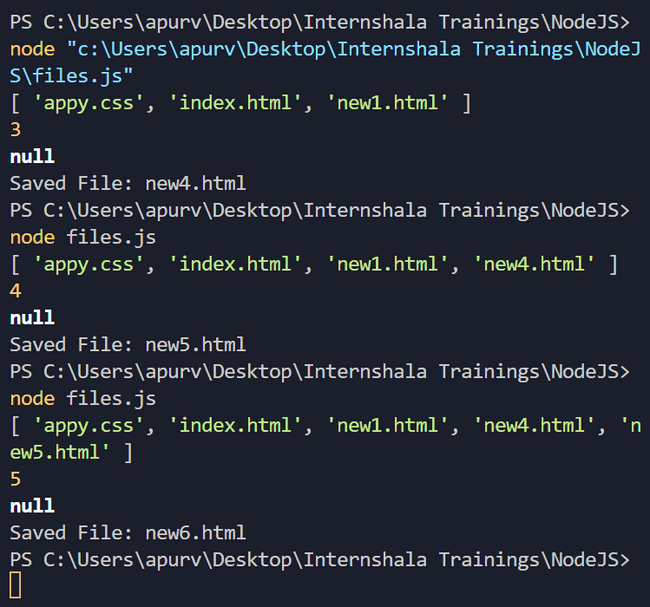 PS C:\Users\apurv\Desktop\Internshala Trainings\NodeJS>
node "c:\Users\apurv\Desktop\Internshala Trainings\NodeJ
S\files.js"
[ 'appy.css', 'index.html', 'new1.html' ]
3
null
Saved File: new4.html
PS C:\Users\apurv\Desktop\Internshala Trainings\NodeJS>
node files.js
[ 'appy.css', 'index.html', 'new1.html', 'new4.html' ]
4
null
Saved File: new5.html
PS C:\Users\apurv\Desktop\Internshala Trainings\NodeJS>
node files.js
[ 'appy.css', 'index.html', 'new1.html', 'new4.html', 'n
ew5.html' ]
5
null
Saved File: new6.html
PS C:\Users\apurv\Desktop\Internshala Trainings\NodeJS>